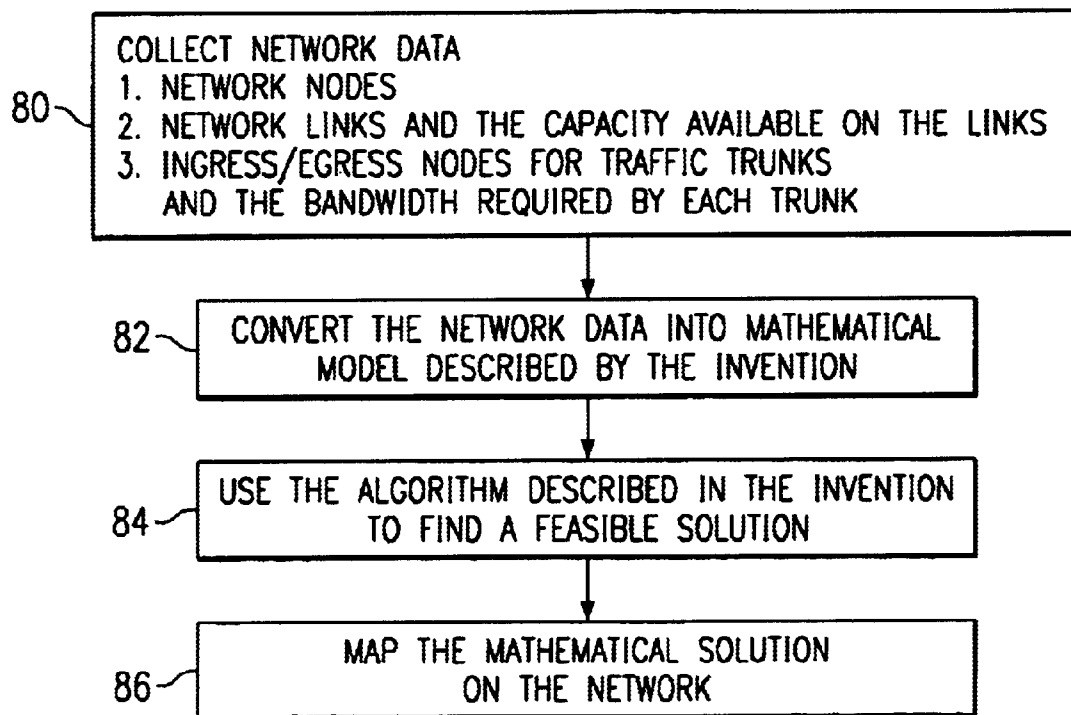 COLLECT NETWORK DATA
1. NETWORK NODES
80
2. NETWORK LINKS AND THE CAPACITY AVAILABLE ON THE LINKS
3. INGRESS/EGRESS NODES FOR TRAFFIC TRUNKS
AND THE BANDWIDTH REQUIRED BY EACH TRUNK
82
CONVERT THE NETWORK DATA INTO MATHEMATICAL
MODEL DESCRIBED BY THE INVENTION
84
USE THE ALGORITHM DESCRIBED IN THE INVENTION
TO FIND A FEASIBLE SOLUTION
86
MAP THE MATHEMATICAL SOLUTION
ON THE NETWORK